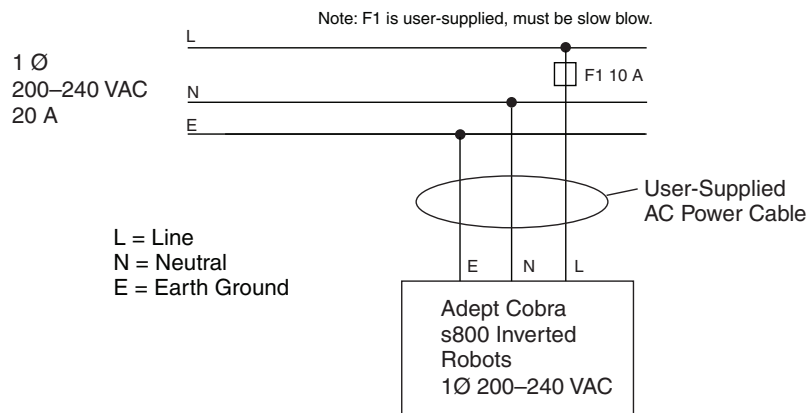 Note: F1 is user-supplied, must be slow blow.
L
1 Ø
200–240 VAC
20 A
F1 10 A
N
E
User-Supplied
AC Power Cable
L = Line
N = Neutral
E = Earth Ground
E N L
Adept Cobra
s800 Inverted
Robots
1Ø 200–240 VAC